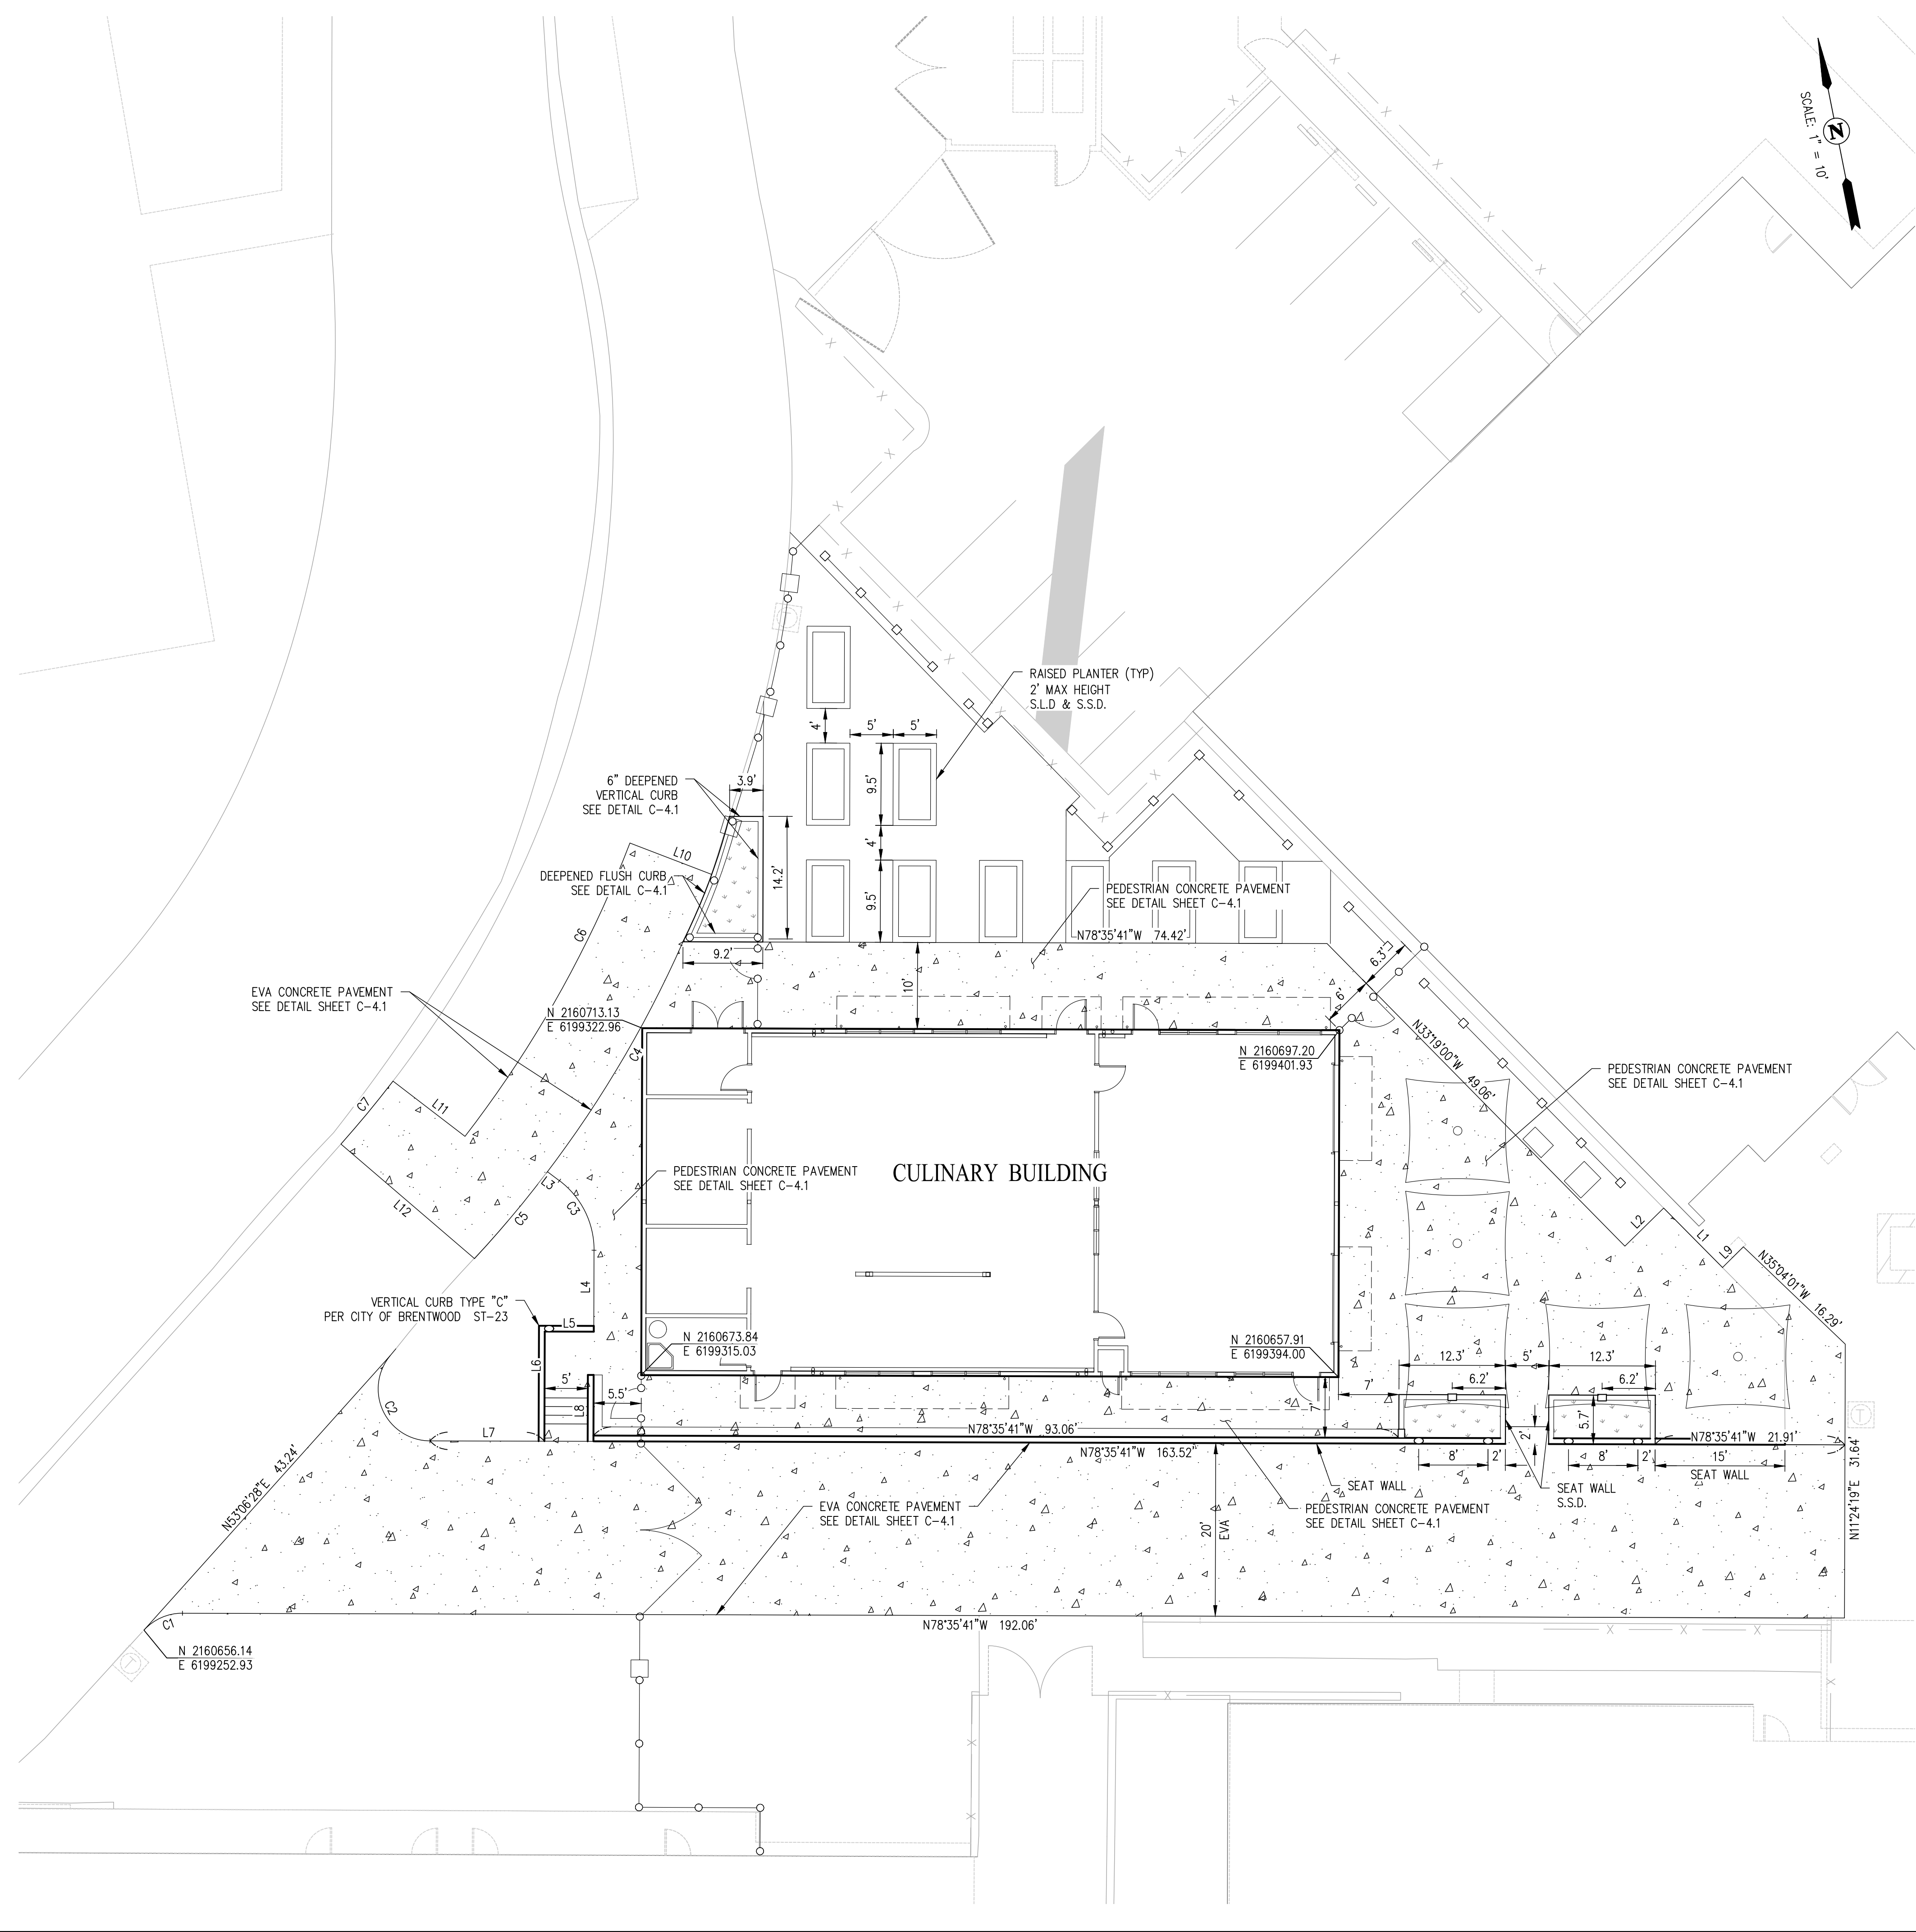 SCALE: 1" = 10'
N
RAISED PLANTER (TYP)
2' MAX HEIGHT
S.L.D & S.S.D.
4'
5'
5'
6" DEEPENED
VERTICAL CURB
SEE DETAIL C-4.1
3.9'
9.5'
4'
14.2'
9.5'
L10
DEEPENED FLUSH CURB
SEE DETAIL C-4.1
PEDESTRIAN CONCRETE PAVEMENT
SEE DETAIL SHEET C-4.1
C6
N78°35'41"W 74.42'
9.2'
10'
6.3'
6'
EVA CONCRETE PAVEMENT
SEE DETAIL SHEET C-4.1
N 2160713.13
E 6199322.96
C4
N 2160697.20
E 6199401.93
N33°19'00"W 49.06'
PEDESTRIAN CONCRETE PAVEMENT
SEE DETAIL SHEET C-4.1
C7
L11
PEDESTRIAN CONCRETE PAVEMENT
SEE DETAIL SHEET C-4.1
CULINARY BUILDING
L3
C3
L12
C5
L2
L1
L9
N35°04'01"W 16.29'
L4
VERTICAL CURB TYPE "C"
PER CITY OF BRENTWOOD ST-23
L5
L6
N 2160673.84
E 6199315.03
N 2160657.91
E 6199394.00
12.3'
5'
12.3'
6.2'
6.2'
5'
5.5'
7'
7'
L8
C2
L7
5.7'
2'
N78°35'41"W 93.06'
N78°35'41"W 163.52'
N78°35'41"W 21.91'
8'
2'
8'
2'
15'
SEAT WALL
SEAT WALL
SEAT WALL
S.S.D.
N53°06'28"E 43.24'
N11°24'19"E 31.64'
EVA CONCRETE PAVEMENT
SEE DETAIL SHEET C-4.1
20'
EVA
PEDESTRIAN CONCRETE PAVEMENT
SEE DETAIL SHEET C-4.1
C1
N78°35'41"W 192.06'
N 2160656.14
E 6199252.93
T
T
T